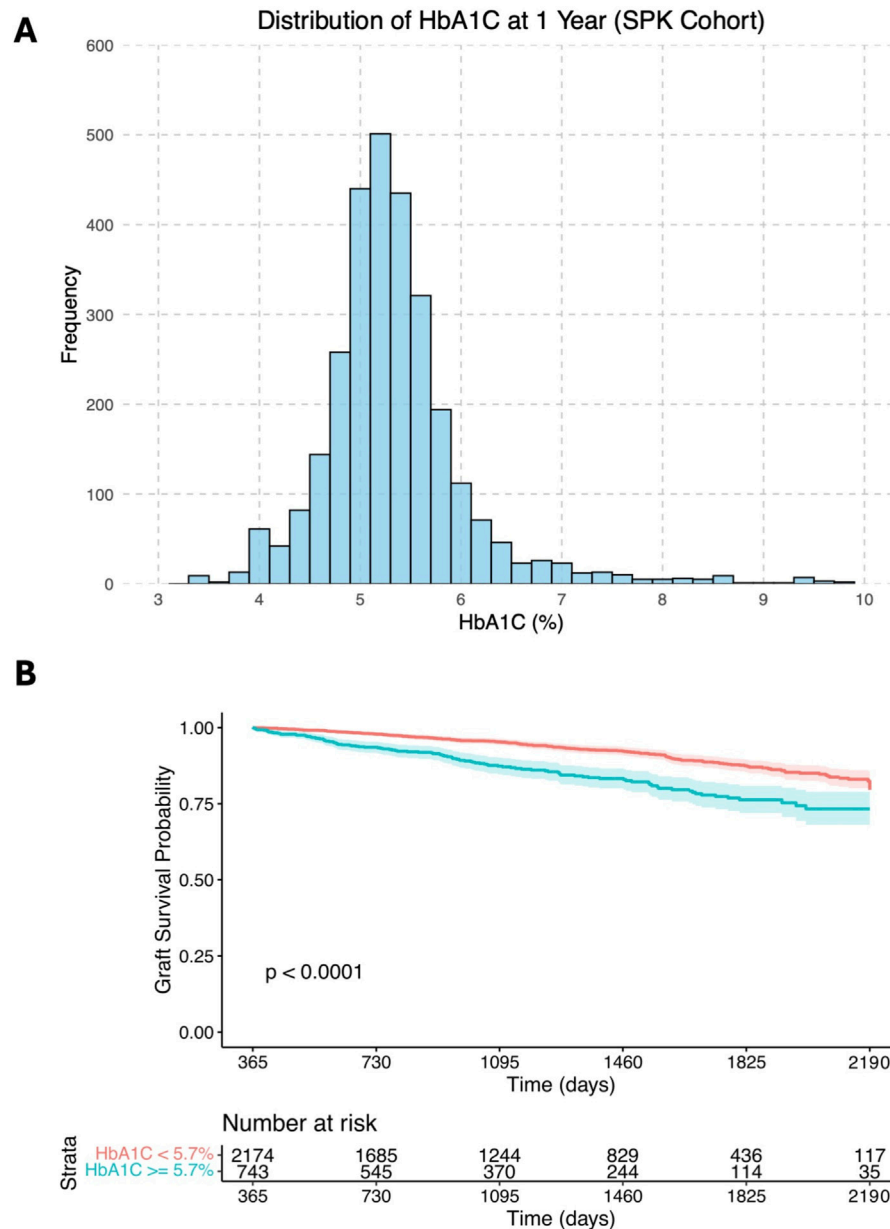 A
Distribution of HbA1C at 1 Year (SPK Cohort)
600
500
400
300
200
100
0
Frequency
3 4 5 6 7 8 9 10
HbA1C (%)
B
1.00
0.75
0.50
0.25
0.00
Graft Survival Probability
p < 0.0001
365 730 1095 1460 1825 2190
Time (days)
Number at risk
Strata
HbA1C < 5.7% 2174 1685 1244 829 436 117
HbA1C >= 5.7% 743 545 370 244 114 35
365 730 1095 1460 1825 2190
Time (days)